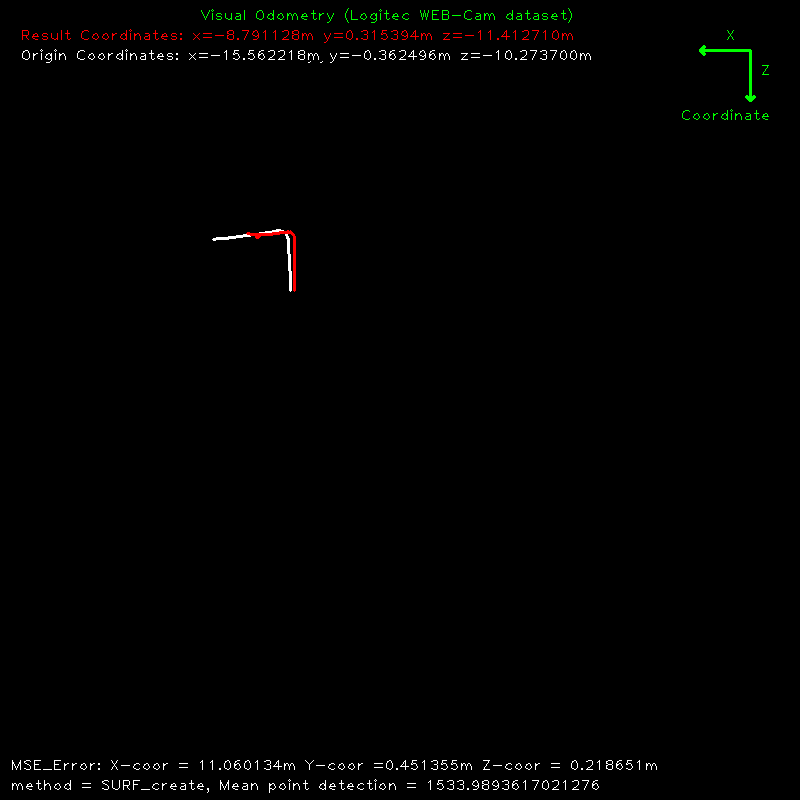 Visual Odometry (Logitec WEB-Cam dataset)
Result Coordinates: x=-8.791128m y=0.315394m z=-11.412710m
Origin Coordinates: x=-15.562218m, y=-0.362496m z=-10.273700m
X
Z
Coordinate
MSE_Error: X-coor = 11.060134m Y-coor =0.451355m Z-coor = 0.218651m
method = SURF_create, Mean point detection = 1533.9893617021276